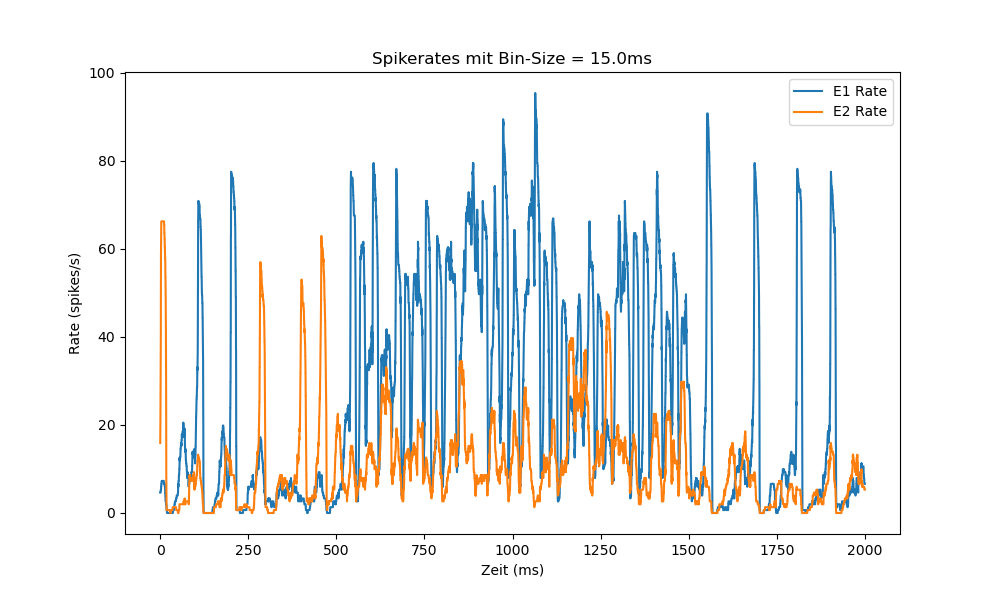 Spikerates mit Bin-Size = 15.0ms
E1 Rate
E2 Rate
100
80
60
40
20
0
Rate (spikes/s)
0 250 500 750 1000 1250 1500 1750 2000
Zeit (ms)